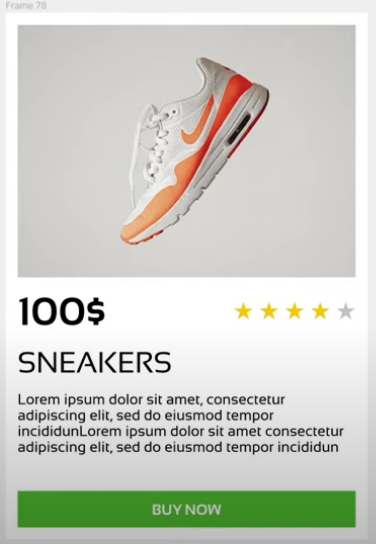 Frame 78
100$
SNEAKERS
Lorem ipsum dolor sit amet, consectetur
adipiscing elit, sed do eiusmod tempor
incididunLorem ipsum dolor sit amet consectetur
adipiscing elit, sed do eiusmod tempor incididun
BUY NOW